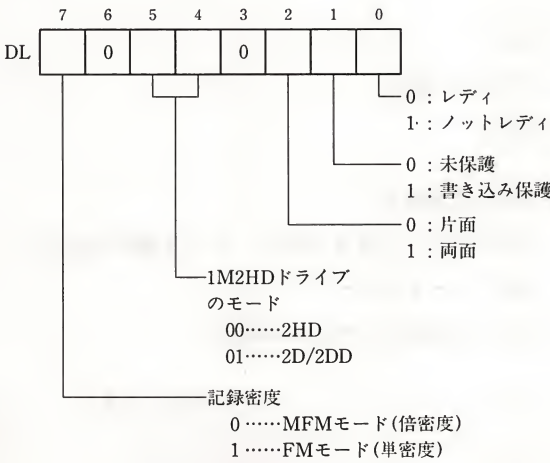 7 6 5 4 3 2 1 0
DL 0 0
0：レディ
1：ノットレディ
0：未保護
1：書き込み保護
0：片面
1：両面
1M2HDドライブ
のモード
00……2HD
01……2D/2DD
記録密度
0……MFMモード(倍密度)
1……FMモード(単密度)